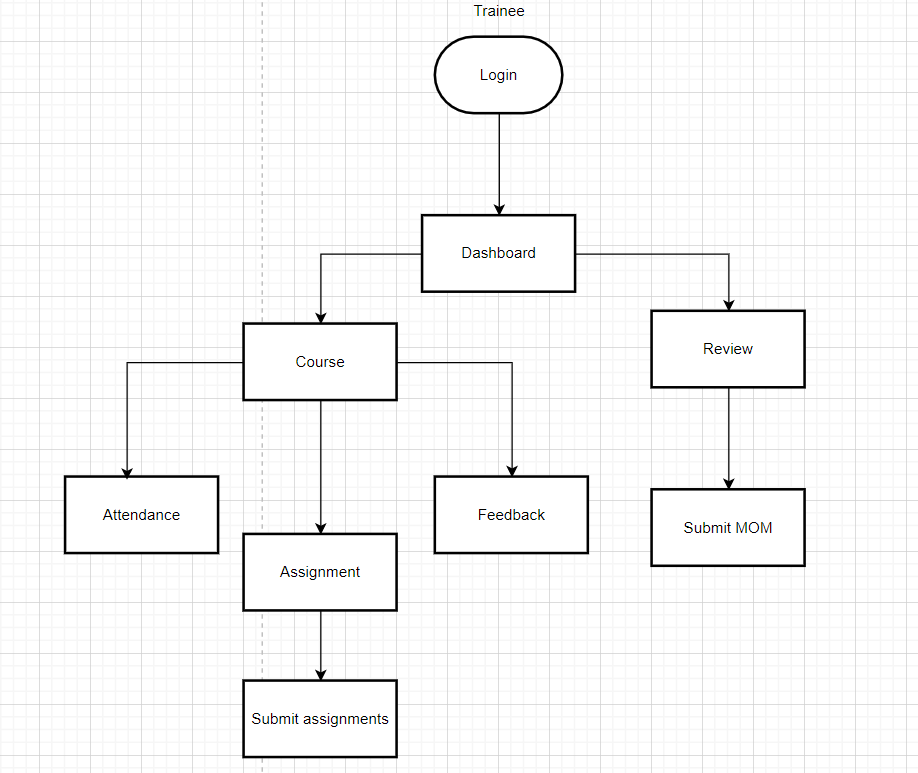 Trainee
Login
Dashboard
Course
Review
Attendance
Feedback
Submit MOM
Assignment
Submit assignments